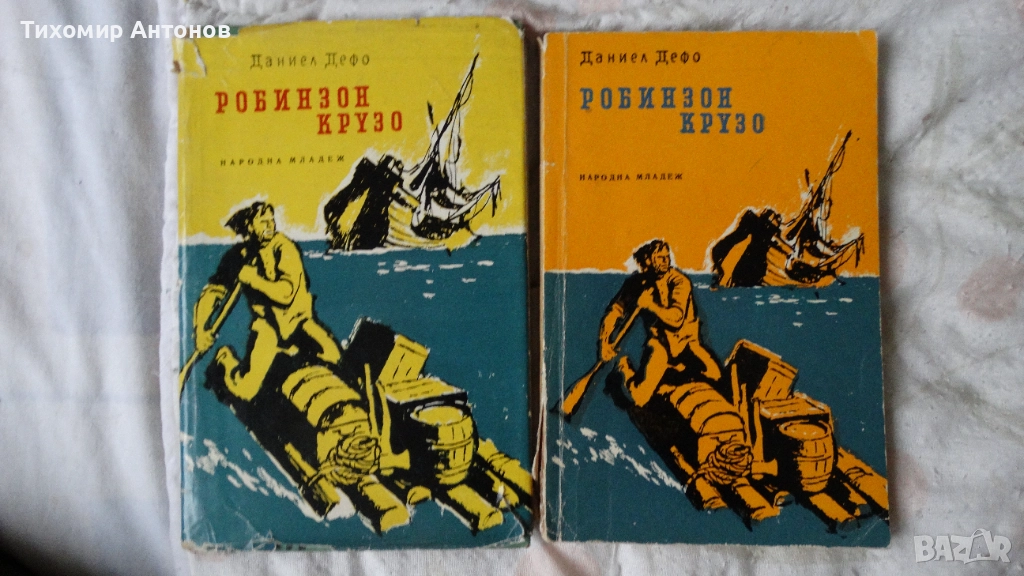 Тихомир Антонов
Даниел Дефо
РОБИНЗОН
КРУЗО
НАРОДНА МЛАДЕЖ
Даниел Дефо
РОБИНЗОН
КРУЗО
НАРОДНА МЛАДЕЖ
BAZAR